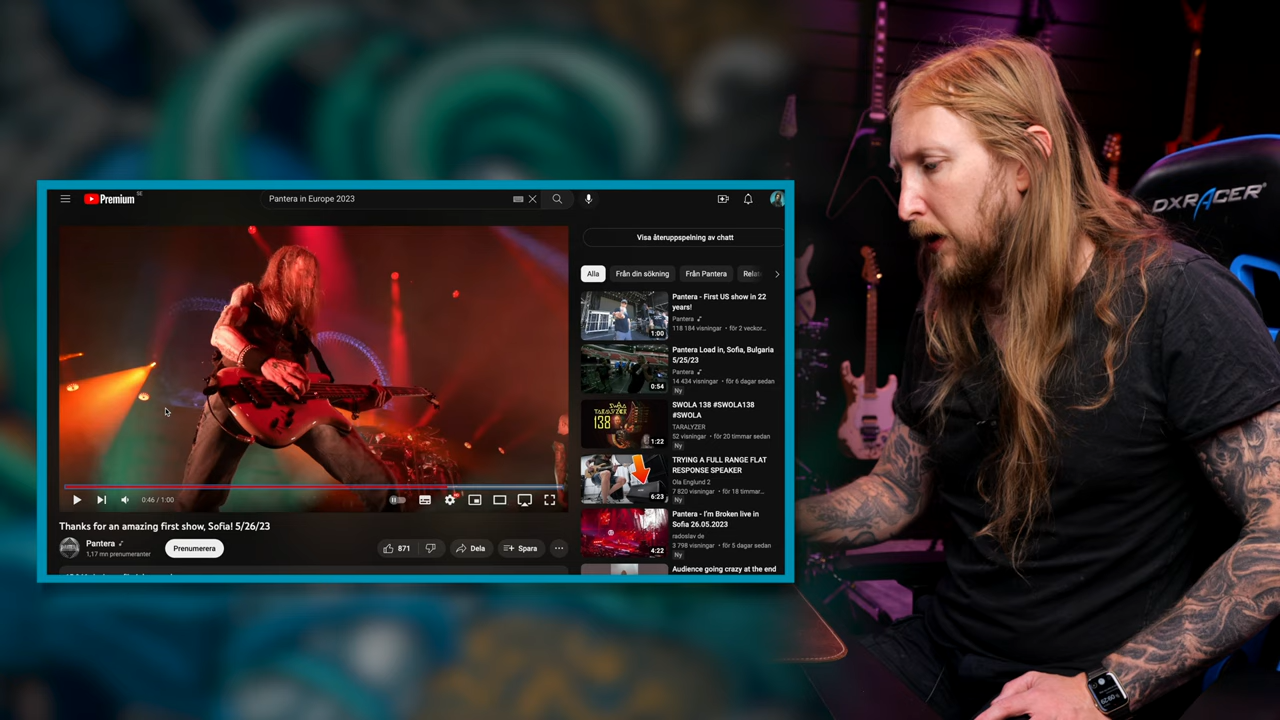 Premium
SE
Pantera in Europe 2023
Visa återuppspelning av chatt
Alla
Från din sökning
Från Pantera
Pantera - First US show in 22
years!
Pantera
118 184 visningar • för 2 veckor...
1:00
Pantera Load in, Sofia, Bulgaria
5/25/23
Pantera
14 434 visningar • för 6 dagar sedan
Ny
0:54
SWOLA 138 #SWOLA138
#SWOLA
TARALYZER
52 visningar • för 20 timmar sedan
Ny
138
1:22
TRYING A FULL RANGE FLAT
RESPONSE SPEAKER
Ola Englund 2
7 820 visningar • för 18 timmar...
Ny
6:23
Pantera - I'm Broken live in
Sofia 26.05.2023
radoslav de
3 798 visningar • för 5 dagar sedan
Ny
4:22
Audience going crazy at the end
0:46 / 1:00
Thanks for an amazing first show, Sofia! 5/26/23
Pantera
1,17 mn prenumeranter
Prenumerera
871
Dela
Spara
DXRACER